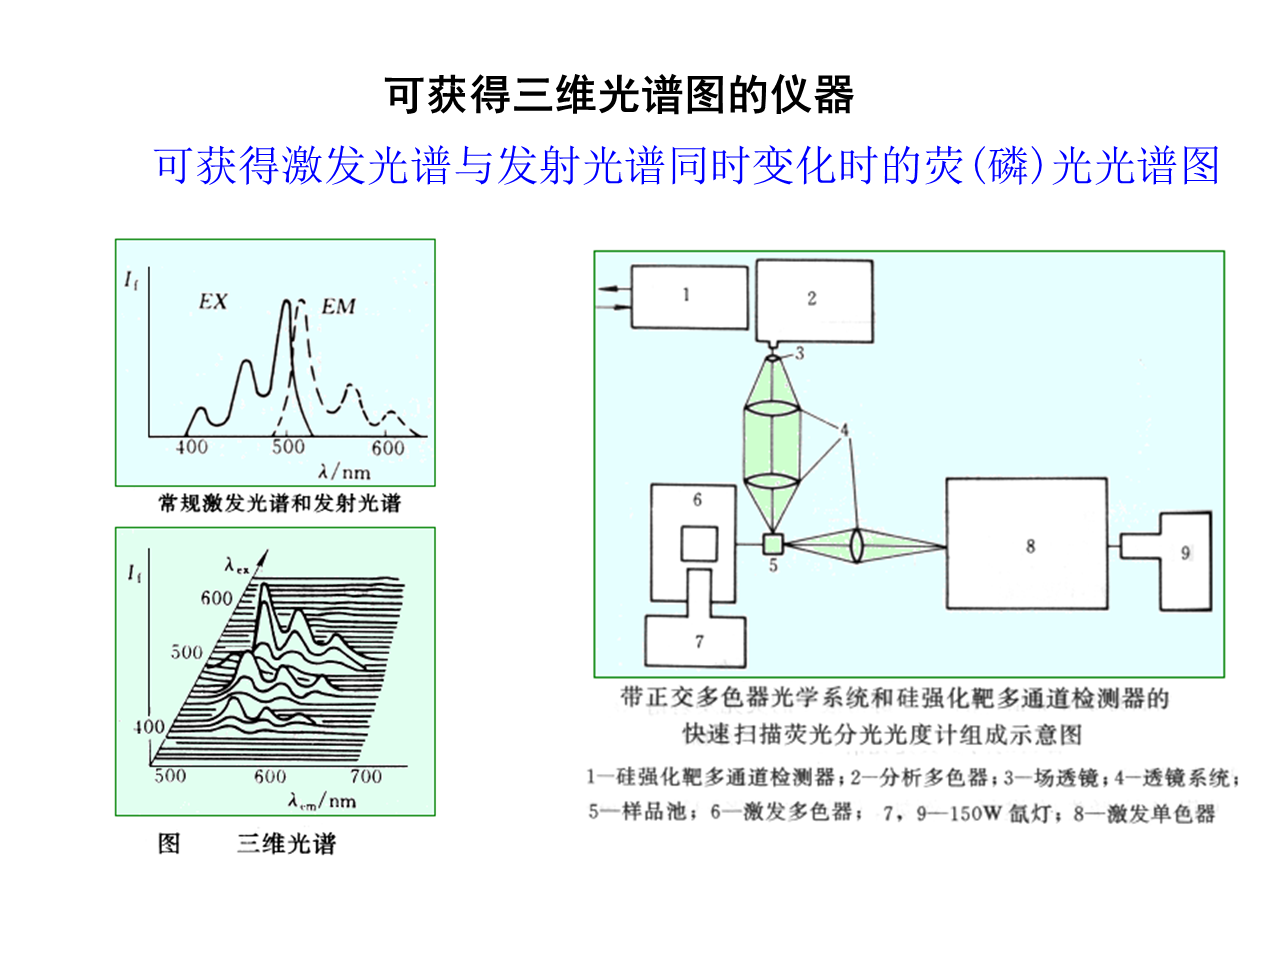 可获得三维光谱图的仪器
可获得激发光谱与发射光谱同时变化时的荧(磷)光光谱图
If
EX
EM
400
500
600
λ/nm
常规激发光谱和发射光谱
If
λex
600
500
400
500
600
700
λem/nm
图 三维光谱
1
2
3
4
6
5
8
9
7
带正交多色器光学系统和硅强化靶多通道检测器的
快速扫描荧光分光光度计组成示意图
1—硅强化靶多通道检测器;2—分析多色器;3—场透镜;4—透镜系统;
5—样品池; 6—激发多色器; 7, 9—150W 氙灯; 8—激发单色器